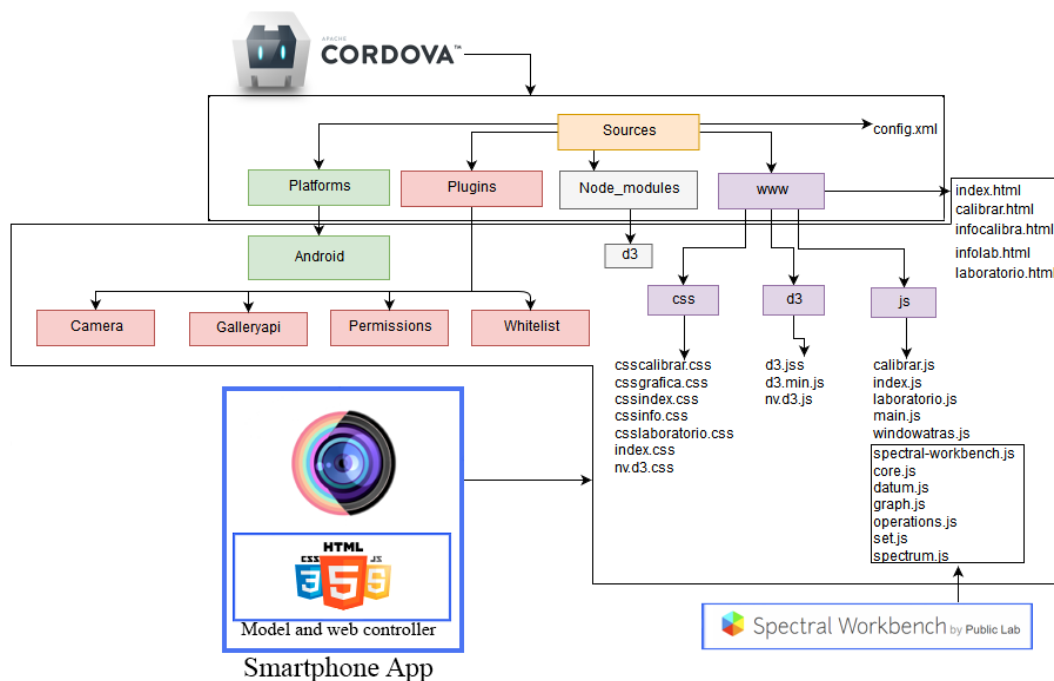 APACHE
CORDOVA™
Sources
config.xml
Platforms
Plugins
Node_modules
www
index.html
calibrar.html
infocalibra.html
infolab.html
laboratorio.html
Android
d3
css
d3
js
Camera
Galleryapi
Permissions
Whitelist
csscalibrar.css
cssgrafica.css
cssindex.css
cssinfo.css
csslaboratorio.css
index.css
nv.d3.css
d3.jss
d3.min.js
nv.d3.js
calibrar.js
index.js
laboratorio.js
main.js
windowatras.js
spectral-workbench.js
core.js
datum.js
graph.js
operations.js
set.js
spectrum.js
HTML
CSS JS
3 5 5
Model and web controller
Smartphone App
Spectral Workbench by Public Lab